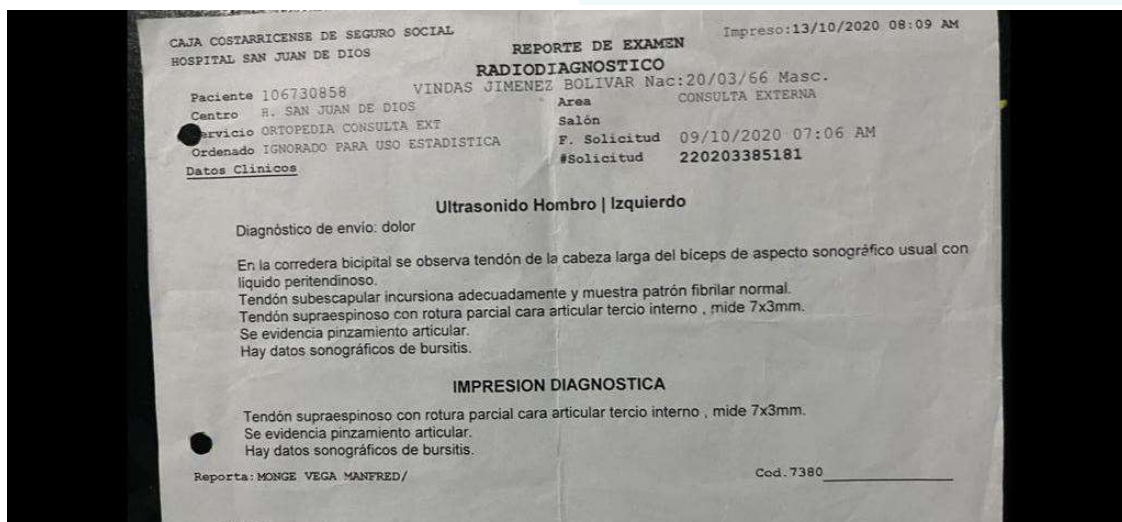 CAJA COSTARRICENSE DE SEGURO SOCIAL
HOSPITAL SAN JUAN DE DIOS
Impreso:13/10/2020 08:09 AM
REPORTE DE EXAMEN
RADIODIAGNOSTICO
Paciente 106730858 VINDAS JIMENEZ BOLIVAR Nac:20/03/66 Masc.
Centro H. SAN JUAN DE DIOS Area CONSULTA EXTERNA
ervicio ORTOPEDIA CONSULTA EXT Salón
Ordenado IGNORADO PARA USO ESTADISTICA F. Solicitud 09/10/2020 07:06 AM
Datos Clinicos #Solicitud 220203385181
Ultrasonido Hombro | Izquierdo
Diagnóstico de envío: dolor
En la corredera bicipital se observa tendón de la cabeza larga del bíceps de aspecto sonográfico usual con
líquido peritendinoso.
Tendón subescapular incursiona adecuadamente y muestra patrón fibrilar normal.
Tendón supraespinoso con rotura parcial cara articular tercio interno , mide 7x3mm.
Se evidencia pinzamiento articular.
Hay datos sonográficos de bursitis.
IMPRESION DIAGNOSTICA
Tendón supraespinoso con rotura parcial cara articular tercio interno , mide 7x3mm.
Se evidencia pinzamiento articular.
Hay datos sonográficos de bursitis.
Reporta:MONGE VEGA MANFRED/ Cod.7380